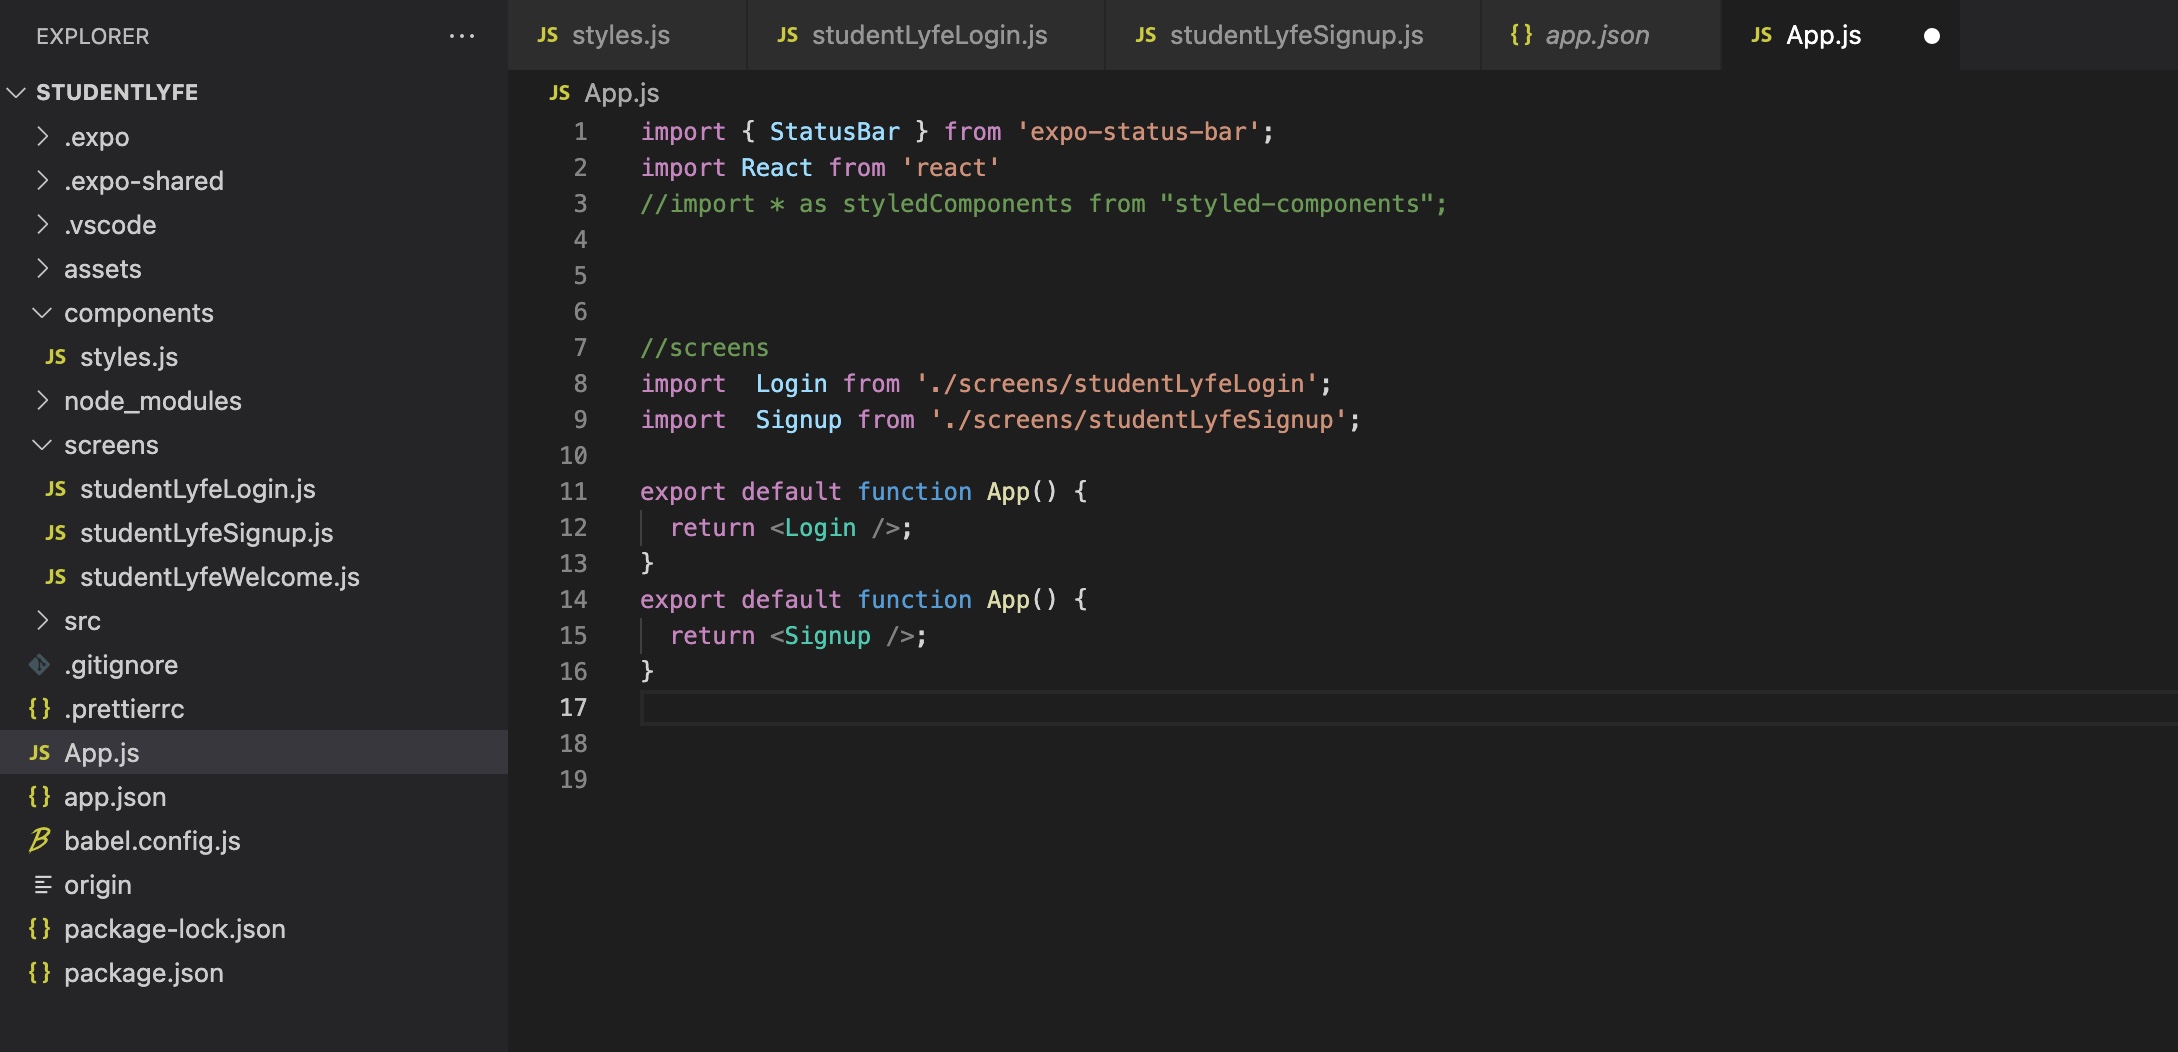 EXPLORER ...
STUDENTLYFE
.expo
.expo-shared
.vscode
assets
components
JS styles.js
node_modules
screens
JS studentLyfeLogin.js
JS studentLyfeSignup.js
JS studentLyfeWelcome.js
src
.gitignore
{} .prettierrc
JS App.js
{} app.json
babel.config.js
origin
{} package-lock.json
{} package.json
JS styles.js JS studentLyfeLogin.js JS studentLyfeSignup.js {} app.json JS App.js
JS App.js
1 import { StatusBar } from 'expo-status-bar';
2 import React from 'react'
3 //import * as styledComponents from "styled-components";
4
5
6
7 //screens
8 import  Login from './screens/studentLyfeLogin';
9 import  Signup from './screens/studentLyfeSignup';
10
11 export default function App() {
12   return <Login />;
13 }
14 export default function App() {
15   return <Signup />;
16 }
17
18
19